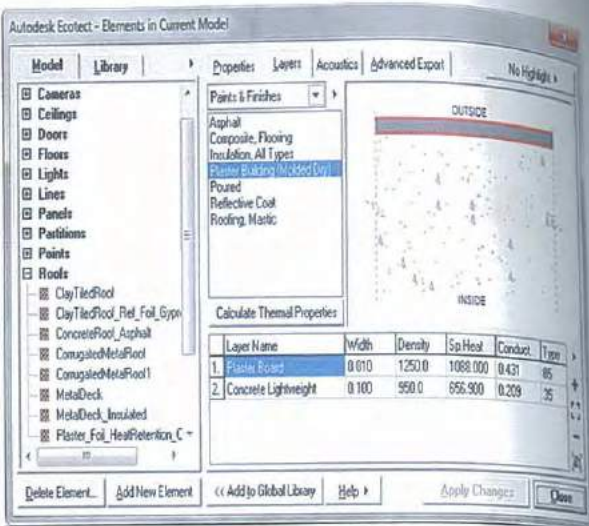 Autodesk Ecotect - Elements in Current Model
Model Library
Properties Layers Acoustics Advanced Export No Highlight
Cameras
Ceilings
Doors
Floors
Lights
Lines
Panels
Partitions
Points
Roofs
ClayTiledRoof
ClayTiledRoof_Ref_Foil_Gypr
ConcreteRoof_Asphalt
CorrugatedMetalRoof
CorrugatedMetalRoof1
MetalDeck
MetalDeck_Insulated
Plaster_Foil_HeatRetention_C
Paints & Finishes
Asphalt
Composite, Flooring
Insulation, All Types
Plaster Building (Molded Dry)
Poured
Reflective Coat
Roofing, Mastic
Calculate Thermal Properties
OUTSIDE
INSIDE
Layer Name Width Density Sp.Heat Conduct. Type
1. Plaster Board 0.010 1250.0 1088.000 0.431 85
2. Concrete Lightweight 0.100 950.0 656.900 0.209 35
Delete Element... Add New Element << Add to Global Library Help Apply Changes Close